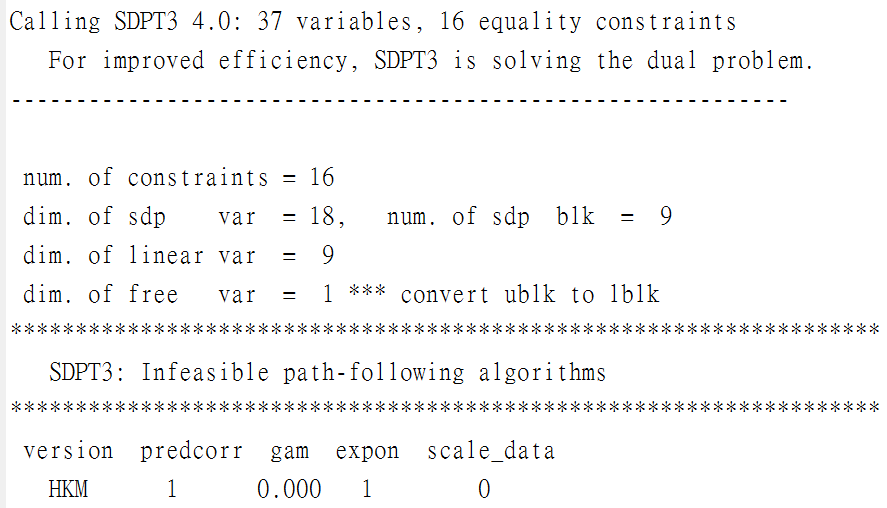 Calling SDPT3 4.0: 37 variables, 16 equality constraints
   For improved efficiency, SDPT3 is solving the dual problem.
------------------------------------------------------------
 num. of constraints = 16
 dim. of sdp    var  = 18,   num. of sdp  blk  =  9
 dim. of linear var  =  9
 dim. of free   var  =  1 *** convert ublk to lblk
*******************************************************************
   SDPT3: Infeasible path-following algorithms
*******************************************************************
 version  predcorr  gam  expon  scale_data
   HKM      1      0.000   1        0